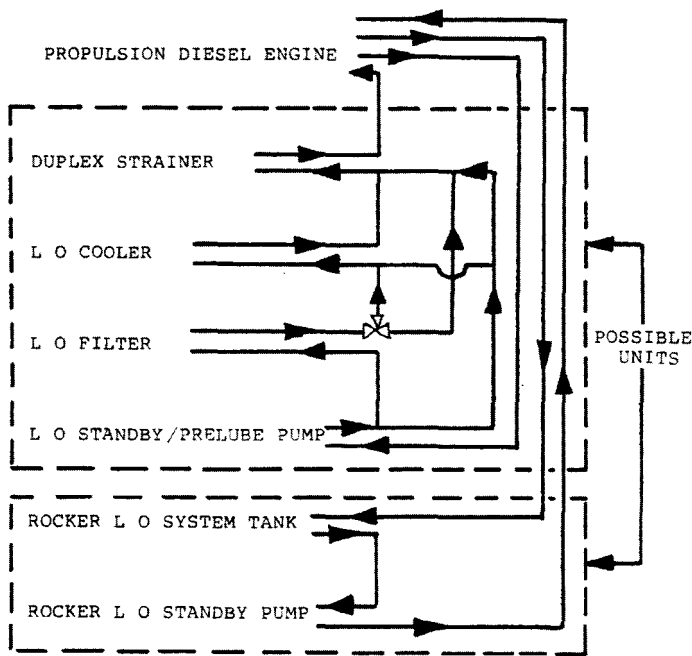 PROPULSION DIESEL ENGINE
DUPLEX STRAINER
L O COOLER
L O FILTER
POSSIBLE
UNITS
L O STANDBY/PRELUBE PUMP
ROCKER L O SYSTEM TANK
ROCKER L O STANDBY PUMP